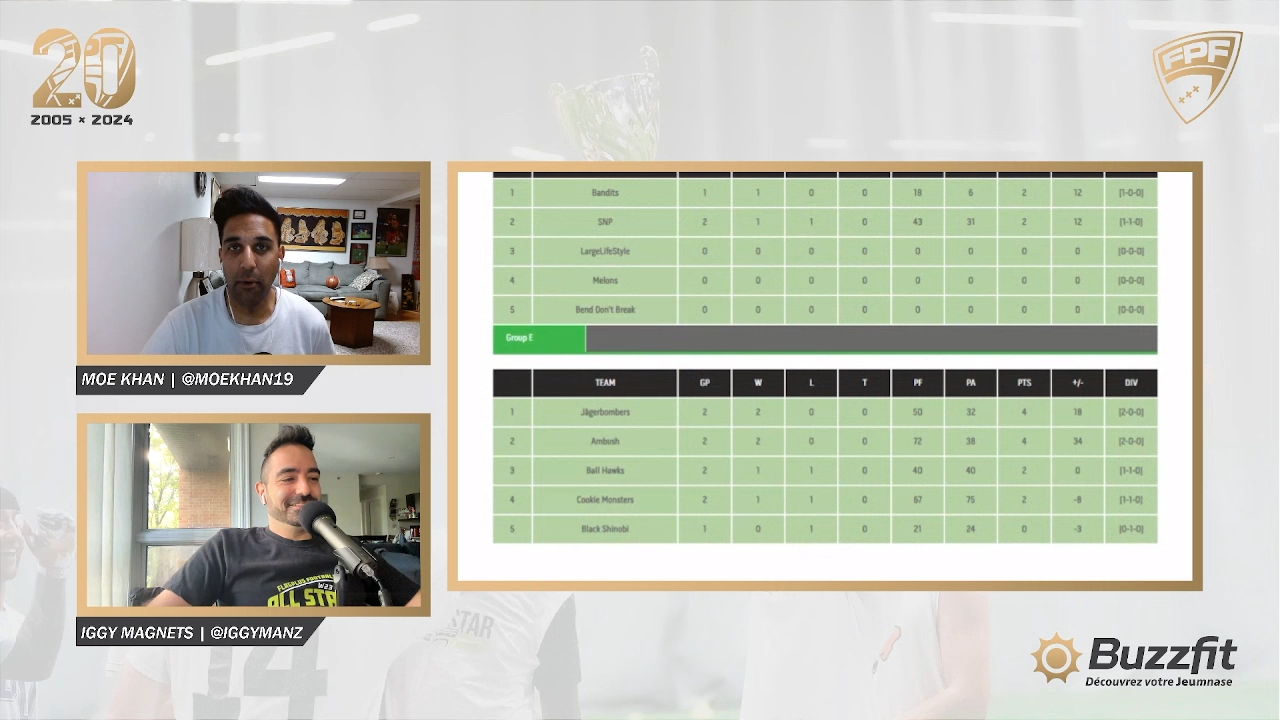 20
2005 × 2024
FPF
MOE KHAN | @MOEKHAN19
FLAGPLUS FOOTBALL
ALL STA
IGGY MAGNETS | @IGGYMANZ
1 Bandits 1 1 0 0 18 6 2 12 [1-0-0]
2 SNP 2 1 1 0 43 31 2 12 [1-1-0]
3 LargeLifeStyle 0 0 0 0 0 0 0 0 [0-0-0]
4 Melons 0 0 0 0 0 0 0 0 [0-0-0]
5 Bend Don't Break 0 0 0 0 0 0 0 0 [0-0-0]
Group E
TEAM GP W L T PF PA PTS +/- DIV
1 Jägerbombers 2 2 0 0 50 32 4 18 [2-0-0]
2 Ambush 2 2 0 0 72 38 4 34 [2-0-0]
3 Ball Hawks 2 1 1 0 40 40 2 0 [1-1-0]
4 Cookie Monsters 2 1 1 0 67 75 2 -8 [1-1-0]
5 Black Shinobi 1 0 1 0 21 24 0 -3 [0-1-0]
STAR
14
Buzzfit
Découvrez votre Jeumnase